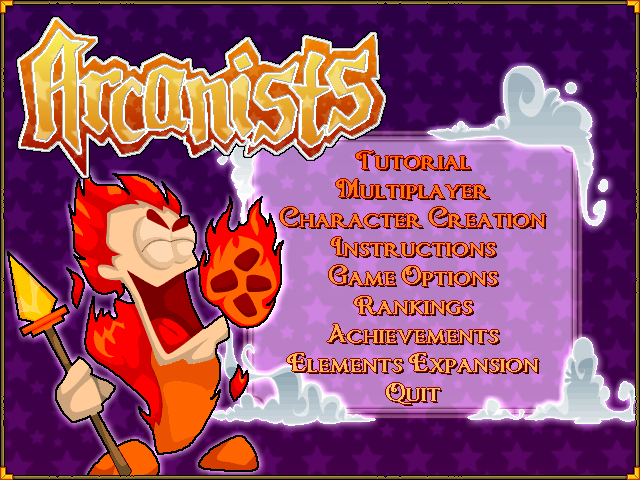 Arcanists
Tutorial
Multiplayer
Character Creation
Instructions
Game Options
Rankings
Achievements
Elements Expansion
Quit